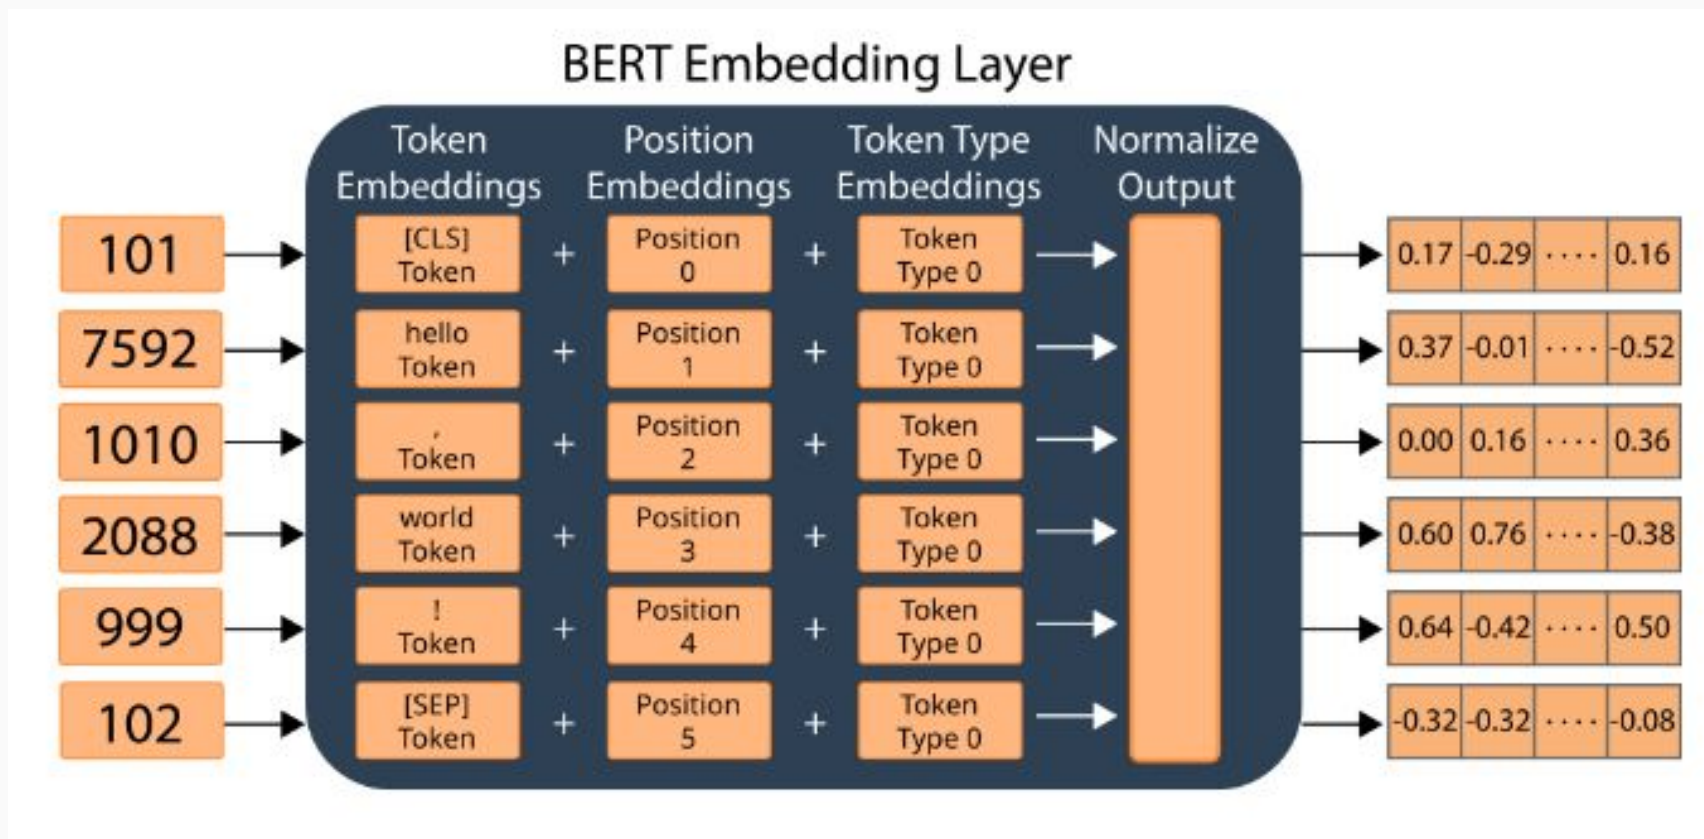 BERT Embedding Layer
Token Embeddings
Position Embeddings
Token Type Embeddings
Normalize Output
101 [CLS] Token + Position 0 + Token Type 0 0.17 -0.29 .... 0.16
7592 hello Token + Position 1 + Token Type 0 0.37 -0.01 .... -0.52
1010 , Token + Position 2 + Token Type 0 0.00 0.16 .... 0.36
2088 world Token + Position 3 + Token Type 0 0.60 0.76 .... -0.38
999 ! Token + Position 4 + Token Type 0 0.64 -0.42 .... 0.50
102 [SEP] Token + Position 5 + Token Type 0 -0.32 -0.32 .... -0.08